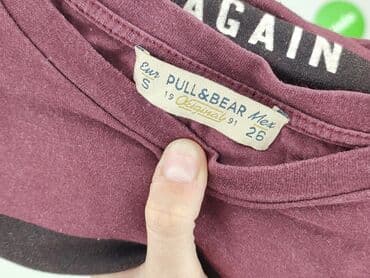 AGAIN
Eur PULL&BEAR Mex
S 19 Original 91 26